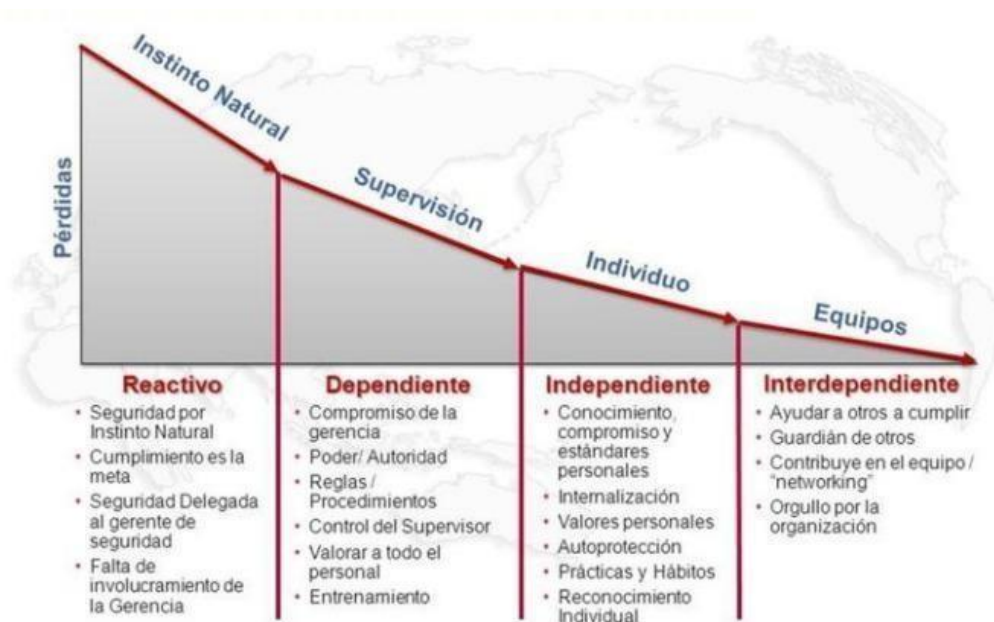 Pérdidas
Instinto Natural
Supervisión
Individuo
Equipos
Reactivo
• Seguridad por
Instinto Natural
• Cumplimiento es la
meta
• Seguridad Delegada
al gerente de
seguridad
• Falta de
involucramiento de
la Gerencia
Dependiente
• Compromiso de la
gerencia
• Poder/ Autoridad
• Reglas /
Procedimientos
• Control del Supervisor
• Valorar a todo el
personal
• Entrenamiento
Independiente
• Conocimiento,
compromiso y
estándares
personales
• Internalización
• Valores personales
• Autoprotección
• Prácticas y Hábitos
• Reconocimiento
Individual
Interdependiente
• Ayudar a otros a cumplir
• Guardián de otros
• Contribuye en el equipo /
"networking"
• Orgullo por la
organización